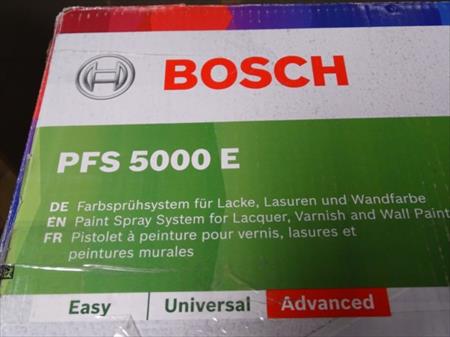 BOSCH
PFS 5000 E
DE Farbsprühsystem für Lacke, Lasuren und Wandfarbe
EN Paint Spray System for Lacquer, Varnish and Wall Paint
FR Pistolet à peinture pour vernis, lasures et
peintures murales
Easy Universal Advanced